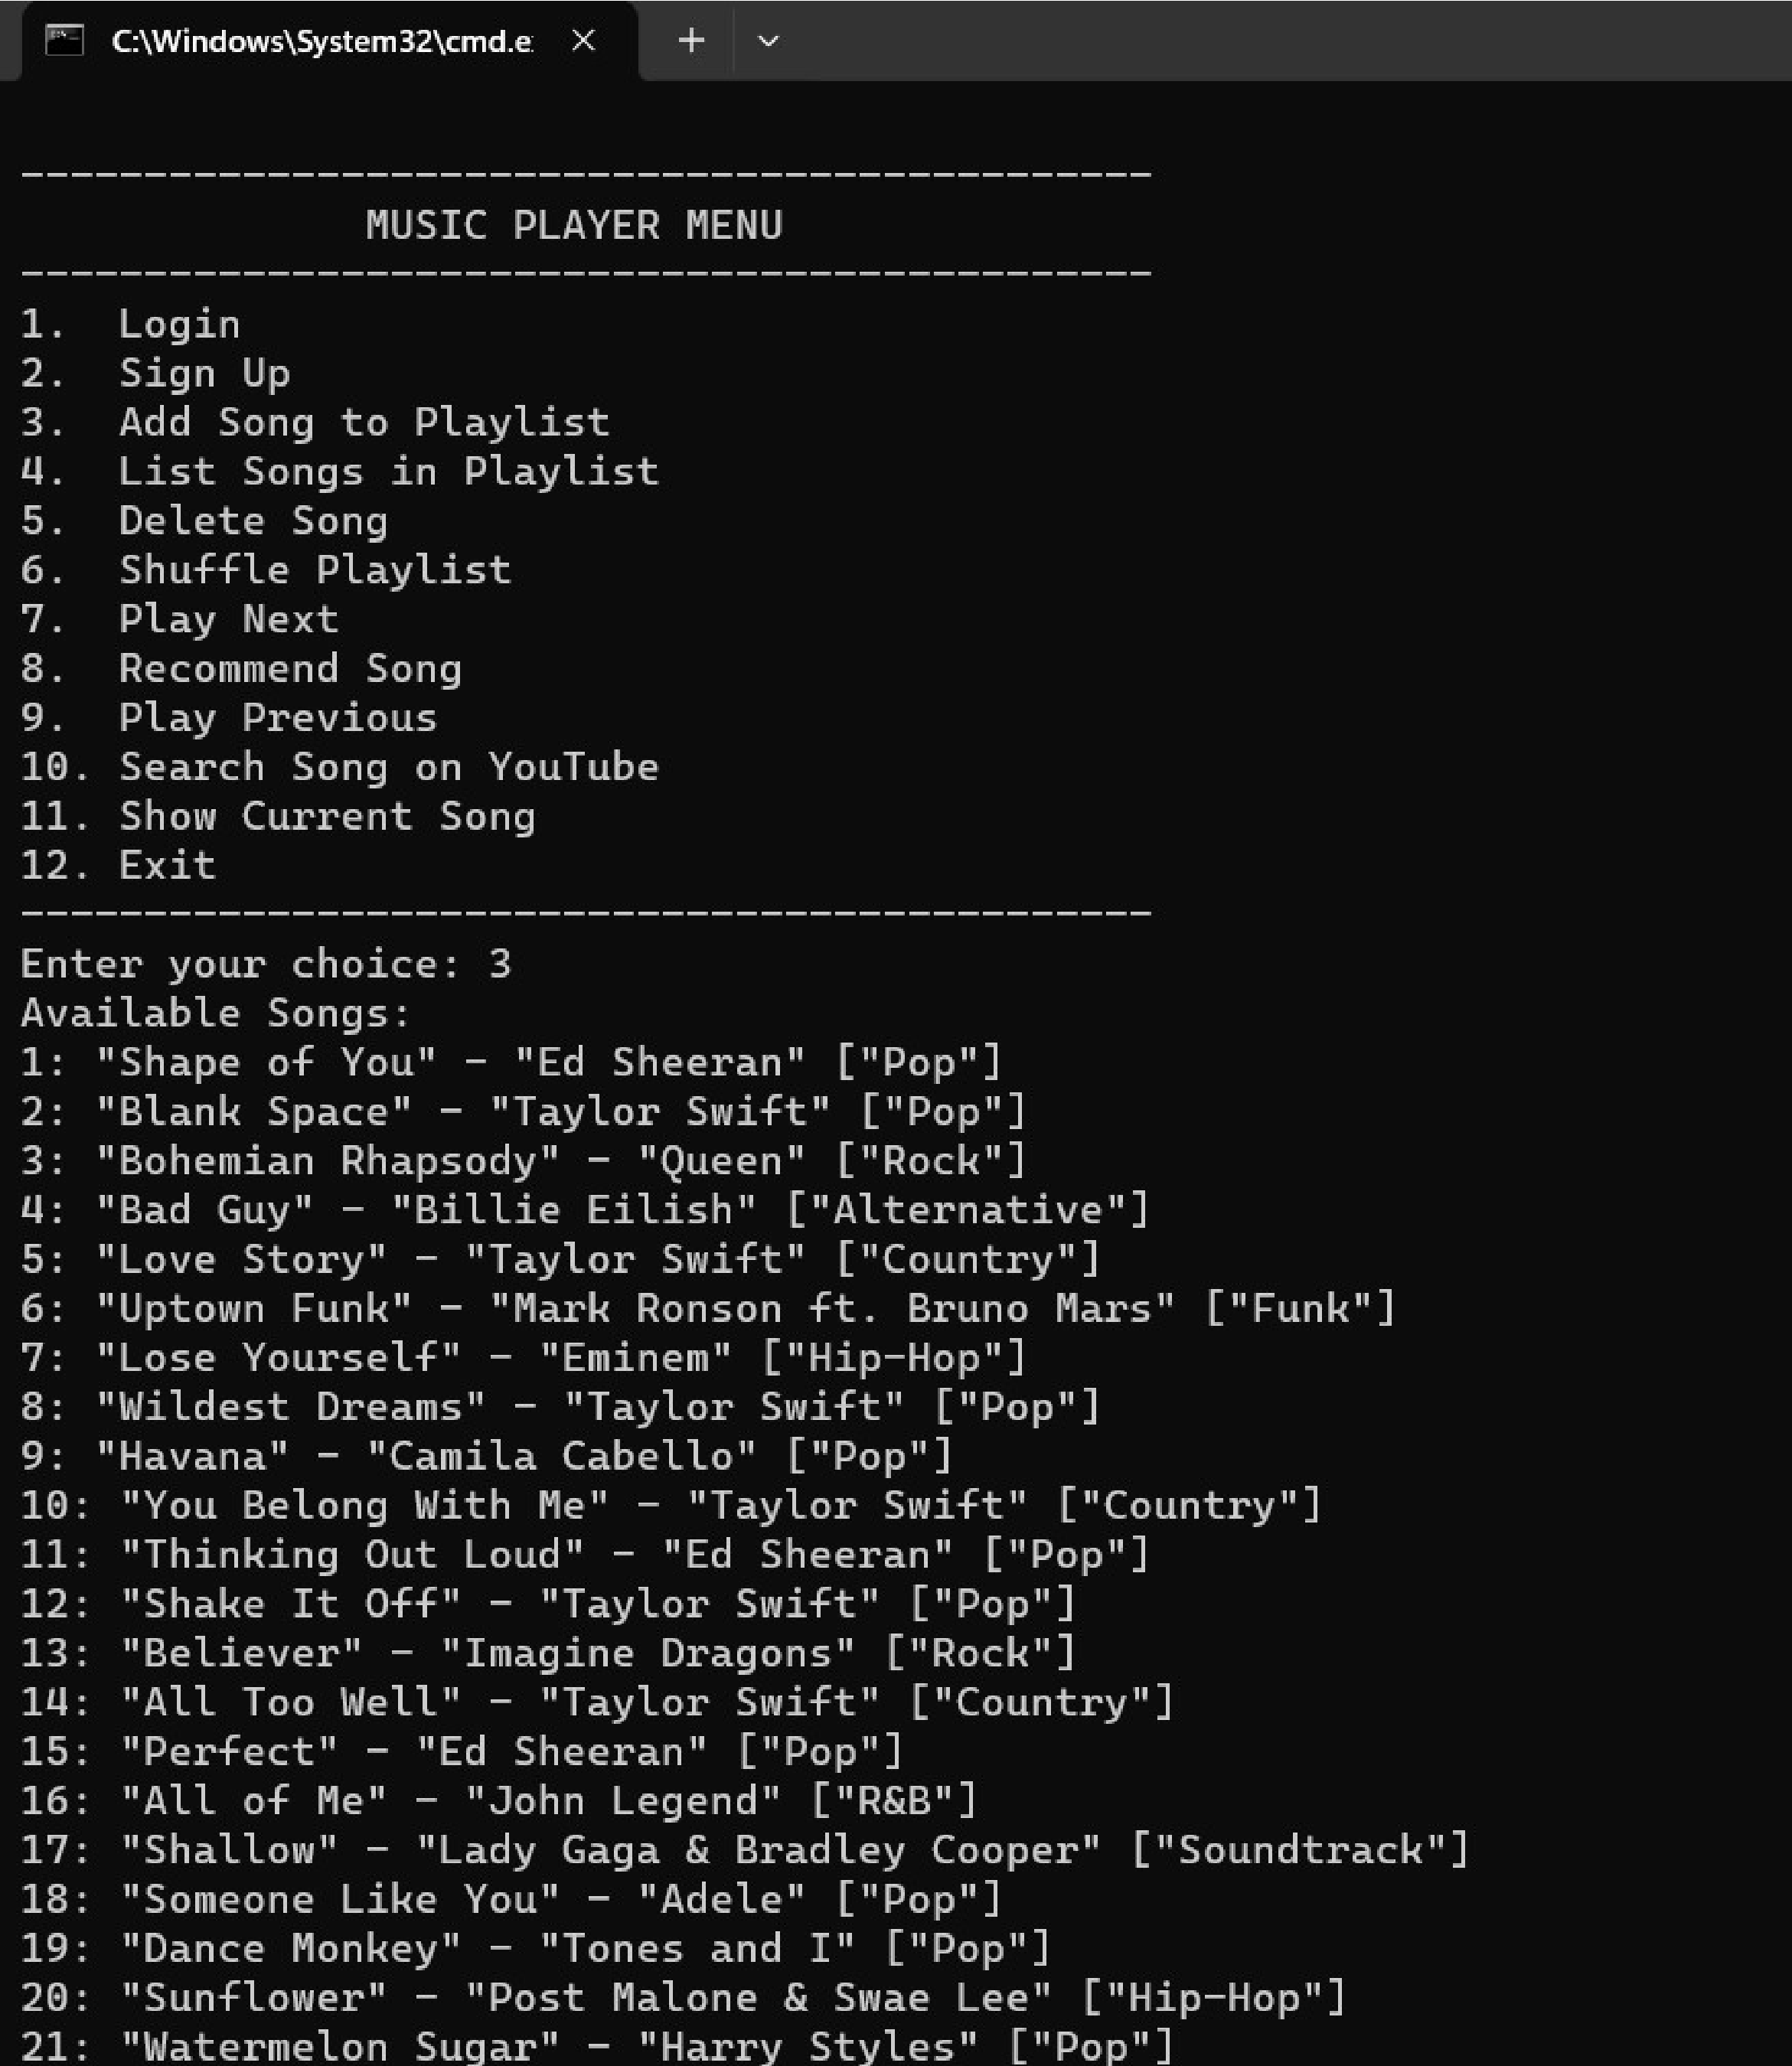 C:\Windows\System32\cmd.e
----------------------------------------------
MUSIC PLAYER MENU
----------------------------------------------
1.  Login
2.  Sign Up
3.  Add Song to Playlist
4.  List Songs in Playlist
5.  Delete Song
6.  Shuffle Playlist
7.  Play Next
8.  Recommend Song
9.  Play Previous
10. Search Song on YouTube
11. Show Current Song
12. Exit
----------------------------------------------
Enter your choice: 3
Available Songs:
1: "Shape of You" - "Ed Sheeran" ["Pop"]
2: "Blank Space" - "Taylor Swift" ["Pop"]
3: "Bohemian Rhapsody" - "Queen" ["Rock"]
4: "Bad Guy" - "Billie Eilish" ["Alternative"]
5: "Love Story" - "Taylor Swift" ["Country"]
6: "Uptown Funk" - "Mark Ronson ft. Bruno Mars" ["Funk"]
7: "Lose Yourself" - "Eminem" ["Hip-Hop"]
8: "Wildest Dreams" - "Taylor Swift" ["Pop"]
9: "Havana" - "Camila Cabello" ["Pop"]
10: "You Belong With Me" - "Taylor Swift" ["Country"]
11: "Thinking Out Loud" - "Ed Sheeran" ["Pop"]
12: "Shake It Off" - "Taylor Swift" ["Pop"]
13: "Believer" - "Imagine Dragons" ["Rock"]
14: "All Too Well" - "Taylor Swift" ["Country"]
15: "Perfect" - "Ed Sheeran" ["Pop"]
16: "All of Me" - "John Legend" ["R&B"]
17: "Shallow" - "Lady Gaga & Bradley Cooper" ["Soundtrack"]
18: "Someone Like You" - "Adele" ["Pop"]
19: "Dance Monkey" - "Tones and I" ["Pop"]
20: "Sunflower" - "Post Malone & Swae Lee" ["Hip-Hop"]
21: "Watermelon Sugar" - "Harry Styles" ["Pop"]